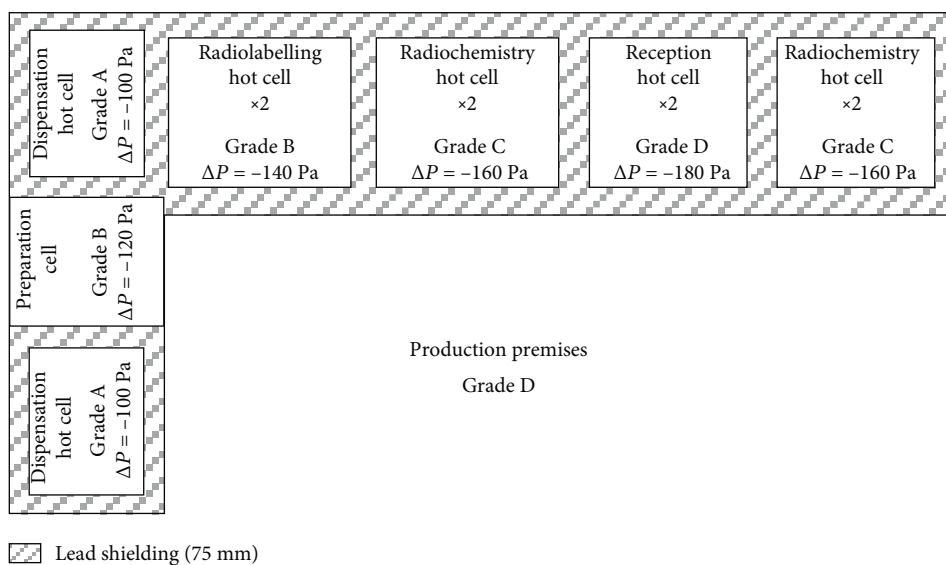 Dispensation
hot cell
Grade A
ΔP = −100 Pa
Radiolabelling
hot cell
×2
Grade B
ΔP = −140 Pa
Radiochemistry
hot cell
×2
Grade C
ΔP = −160 Pa
Reception
hot cell
×2
Grade D
ΔP = −180 Pa
Radiochemistry
hot cell
×2
Grade C
ΔP = −160 Pa
Preparation
cell
Grade B
ΔP = −120 Pa
Dispensation
hot cell
Grade A
ΔP = −100 Pa
Production premises
Grade D
Lead shielding (75 mm)